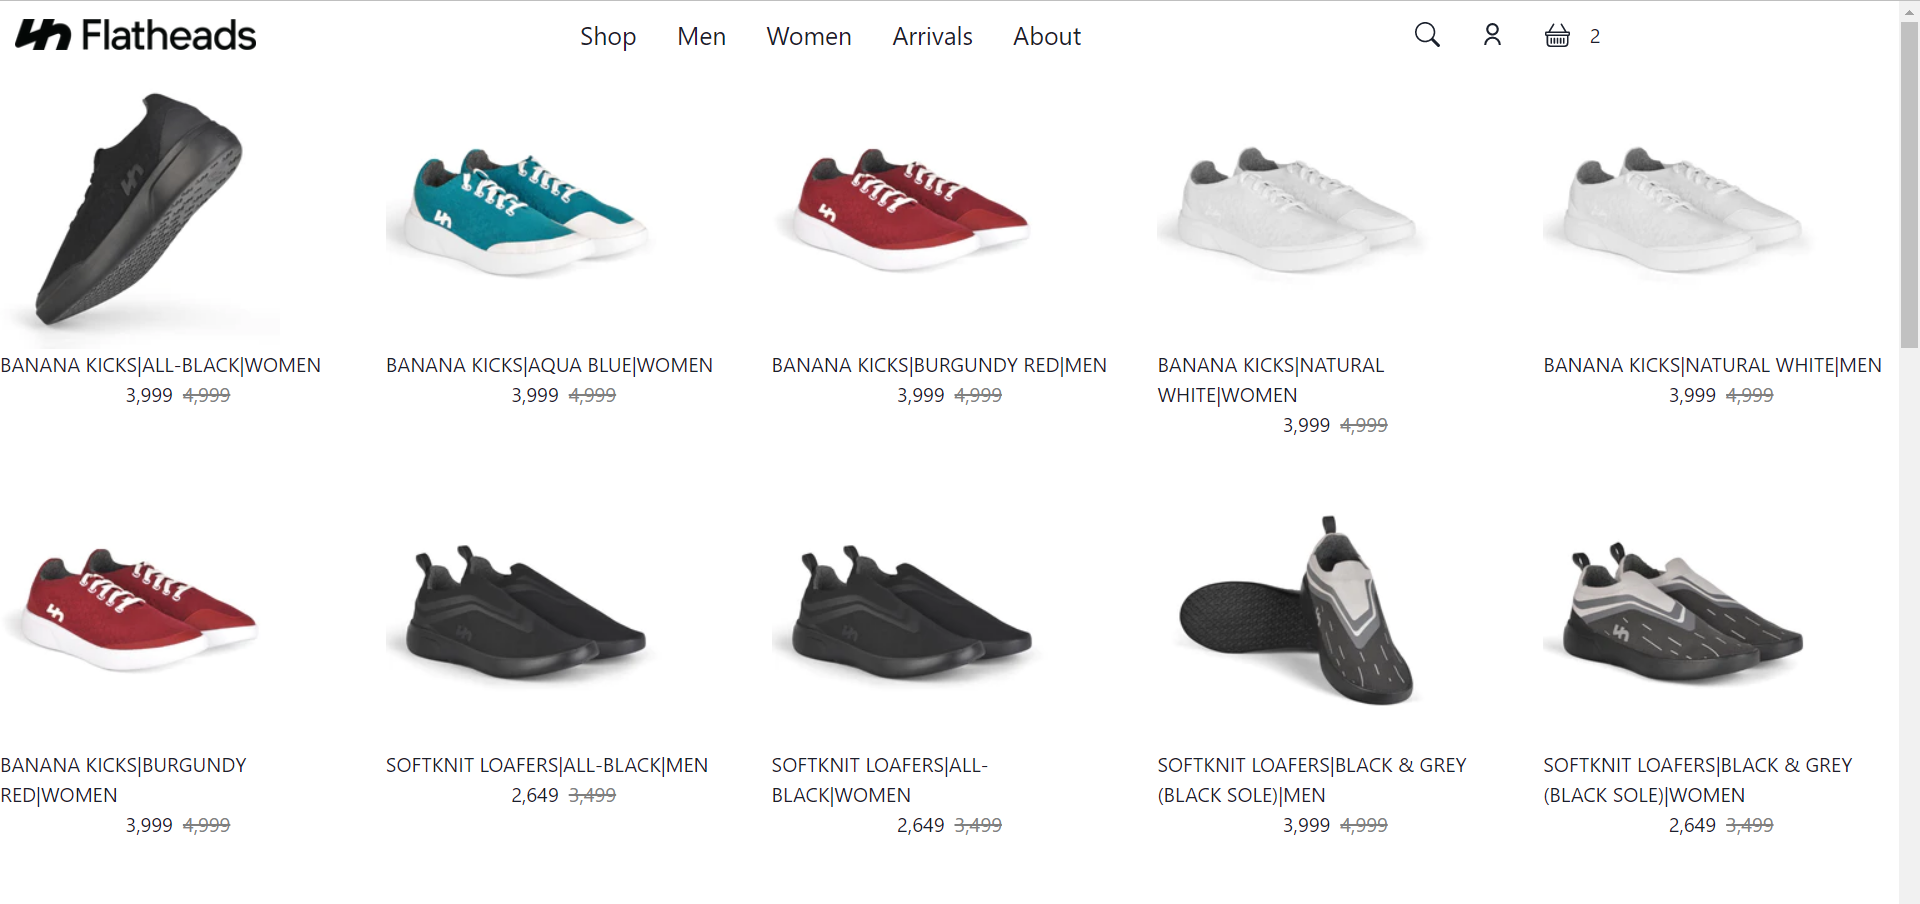 Flatheads
Shop Men Women Arrivals About
2
BANANA KICKS|ALL-BLACK|WOMEN
3,999 4,999
BANANA KICKS|AQUA BLUE|WOMEN
3,999 4,999
BANANA KICKS|BURGUNDY RED|MEN
3,999 4,999
BANANA KICKS|NATURAL
WHITE|WOMEN
3,999 4,999
BANANA KICKS|NATURAL WHITE|MEN
3,999 4,999
BANANA KICKS|BURGUNDY
RED|WOMEN
3,999 4,999
SOFTKNIT LOAFERS|ALL-BLACK|MEN
2,649 3,499
SOFTKNIT LOAFERS|ALL-
BLACK|WOMEN
2,649 3,499
SOFTKNIT LOAFERS|BLACK & GREY
(BLACK SOLE)|MEN
3,999 4,999
SOFTKNIT LOAFERS|BLACK & GREY
(BLACK SOLE)|WOMEN
2,649 3,499